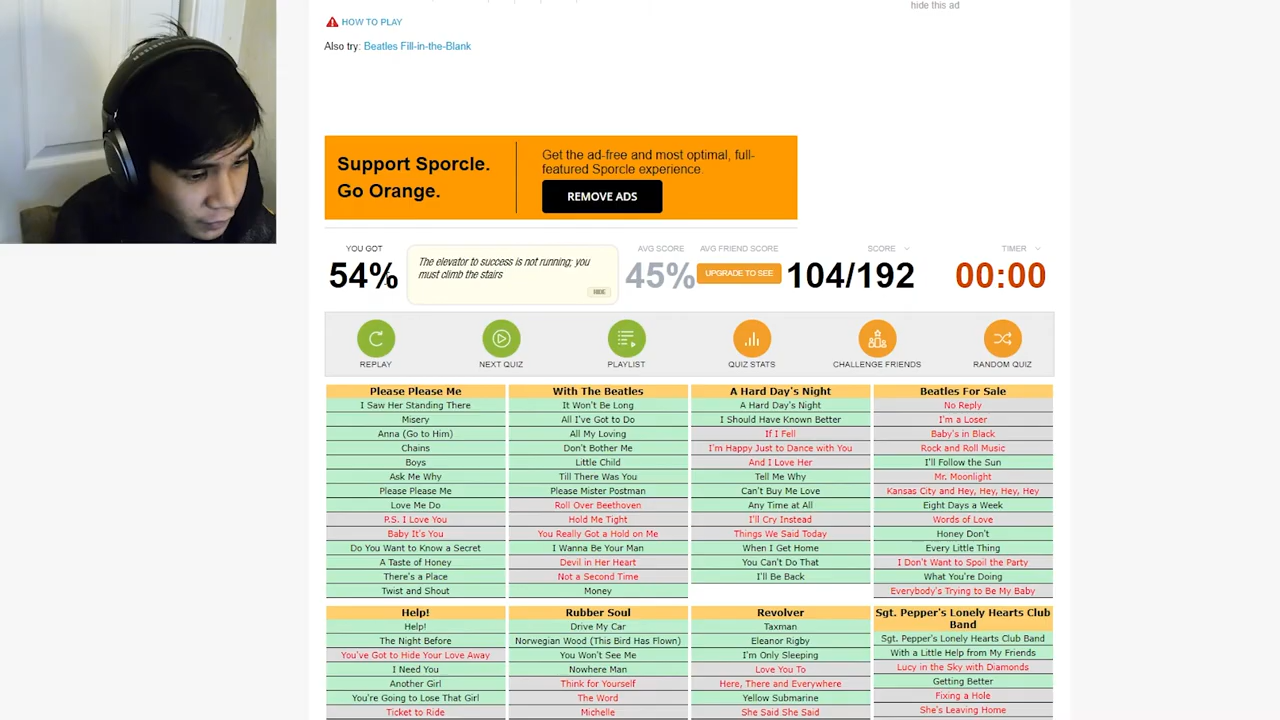 hide this ad
HOW TO PLAY
Also try: Beatles Fill-in-the-Blank
Support Sporcle.
Go Orange.
Get the ad-free and most optimal, full-
featured Sporcle experience.
REMOVE ADS
YOU GOT
54%
The elevator to success is not running; you
must climb the stairs
HIDE
AVG SCORE
45%
AVG FRIEND SCORE
UPGRADE TO SEE
SCORE
104/192
TIMER
00:00
REPLAY
NEXT QUIZ
PLAYLIST
QUIZ STATS
CHALLENGE FRIENDS
RANDOM QUIZ
Please Please Me
I Saw Her Standing There
Misery
Anna (Go to Him)
Chains
Boys
Ask Me Why
Please Please Me
Love Me Do
P.S. I Love You
Baby It's You
Do You Want to Know a Secret
A Taste of Honey
There's a Place
Twist and Shout
With The Beatles
It Won't Be Long
All I've Got to Do
All My Loving
Don't Bother Me
Little Child
Till There Was You
Please Mister Postman
Roll Over Beethoven
Hold Me Tight
You Really Got a Hold on Me
I Wanna Be Your Man
Devil in Her Heart
Not a Second Time
Money
A Hard Day's Night
A Hard Day's Night
I Should Have Known Better
If I Fell
I'm Happy Just to Dance with You
And I Love Her
Tell Me Why
Can't Buy Me Love
Any Time at All
I'll Cry Instead
Things We Said Today
When I Get Home
You Can't Do That
I'll Be Back
Beatles For Sale
No Reply
I'm a Loser
Baby's in Black
Rock and Roll Music
I'll Follow the Sun
Mr. Moonlight
Kansas City and Hey, Hey, Hey, Hey
Eight Days a Week
Words of Love
Honey Don't
Every Little Thing
I Don't Want to Spoil the Party
What You're Doing
Everybody's Trying to Be My Baby
Help!
Help!
The Night Before
You've Got to Hide Your Love Away
I Need You
Another Girl
You're Going to Lose That Girl
Ticket to Ride
Rubber Soul
Drive My Car
Norwegian Wood (This Bird Has Flown)
You Won't See Me
Nowhere Man
Think for Yourself
The Word
Michelle
Revolver
Taxman
Eleanor Rigby
I'm Only Sleeping
Love You To
Here, There and Everywhere
Yellow Submarine
She Said She Said
Sgt. Pepper's Lonely Hearts Club
Band
Sgt. Pepper's Lonely Hearts Club Band
With a Little Help from My Friends
Lucy in the Sky with Diamonds
Getting Better
Fixing a Hole
She's Leaving Home